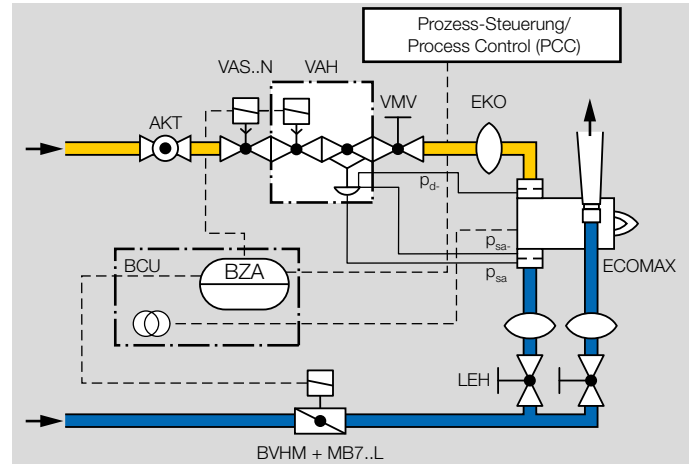 Prozess-Steuerung/
Process Control (PCC)
VAS..N
VAH
VMV
EKO
AKT
pd-
psa-
psa
ECOMAX
BCU
BZA
LEH
BVHM + MB7..L